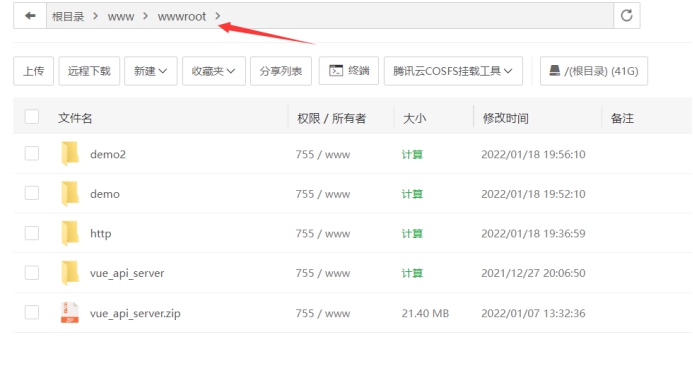 根目录 > www > wwwroot >
上传 远程下载 新建 收藏夹 分享列表 终端 腾讯云COSFS挂载工具 /(根目录) (41G)
文件名 权限 / 所有者 大小 修改时间 备注
demo2 755 / www 计算 2022/01/18 19:56:10
demo 755 / www 计算 2022/01/18 19:52:10
http 755 / www 计算 2022/01/18 19:36:59
vue_api_server 755 / www 计算 2021/12/27 20:06:50
vue_api_server.zip 755 / www 21.40 MB 2022/01/07 13:32:36